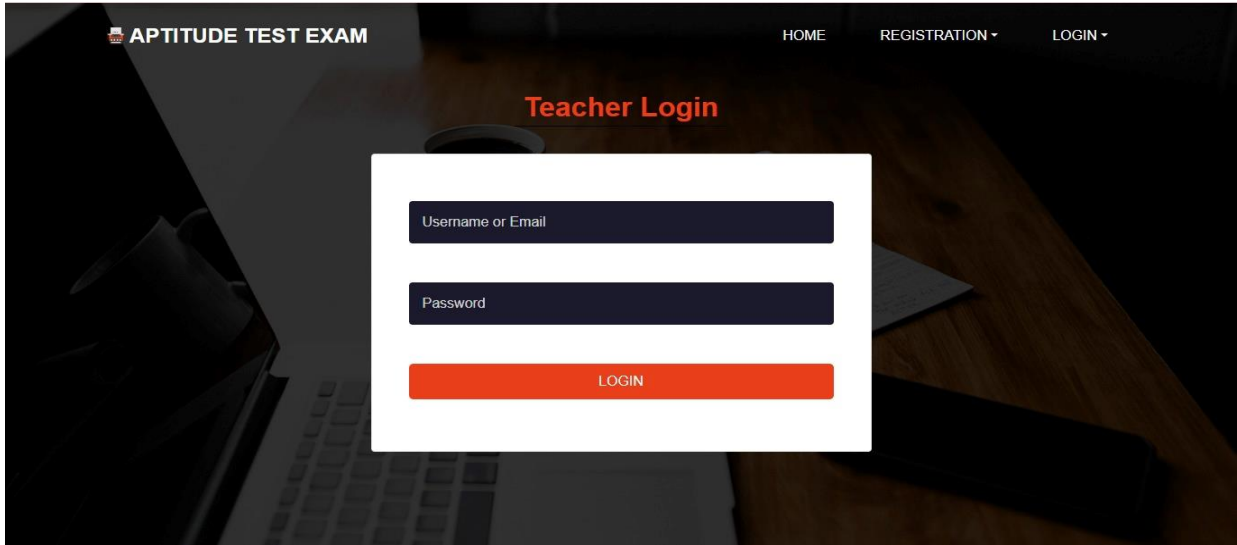 APTITUDE TEST EXAM HOME REGISTRATION LOGIN
Teacher Login
Username or Email
Password
LOGIN